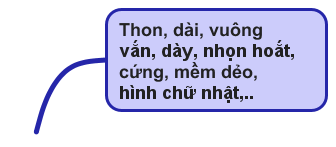 Thon, dài, vuông
vắn, dày, nhọn hoắt,
cứng, mềm dẻo,
hình chữ nhật,..